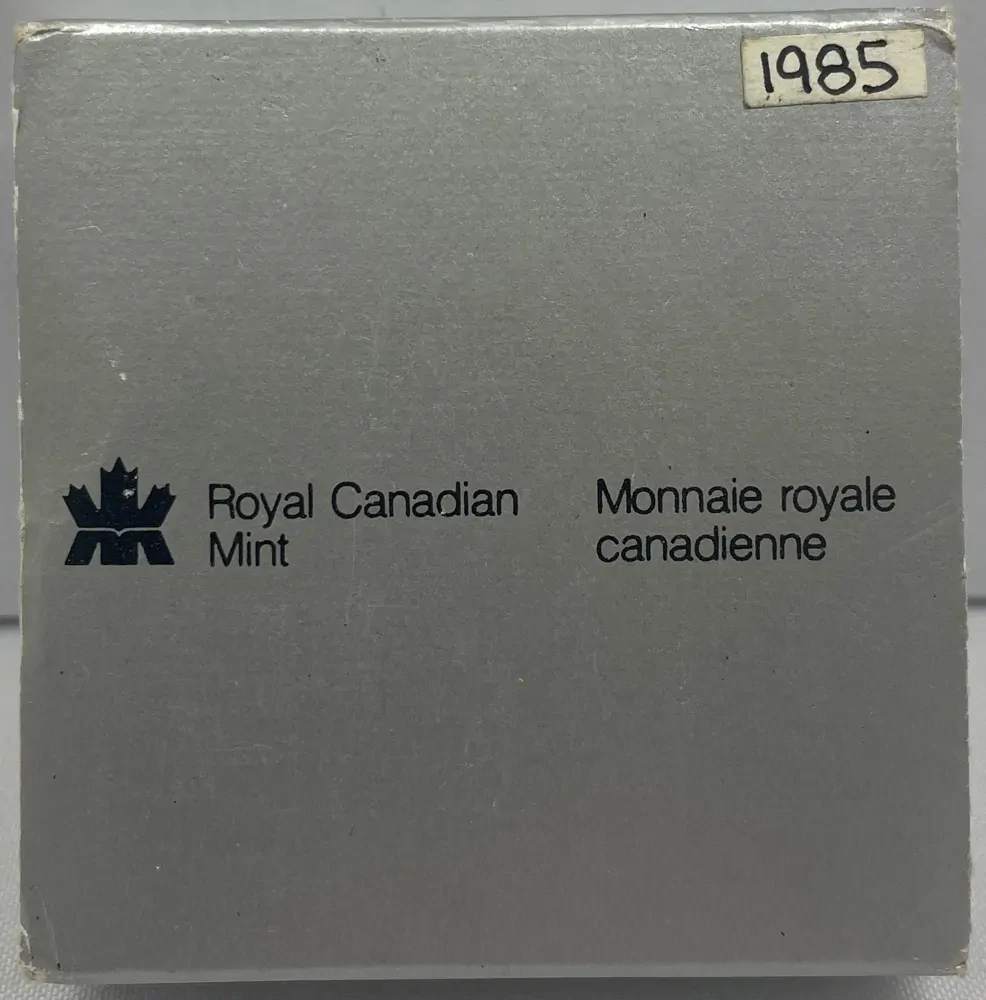 1985
Royal Canadian
Mint
Monnaie royale
canadienne